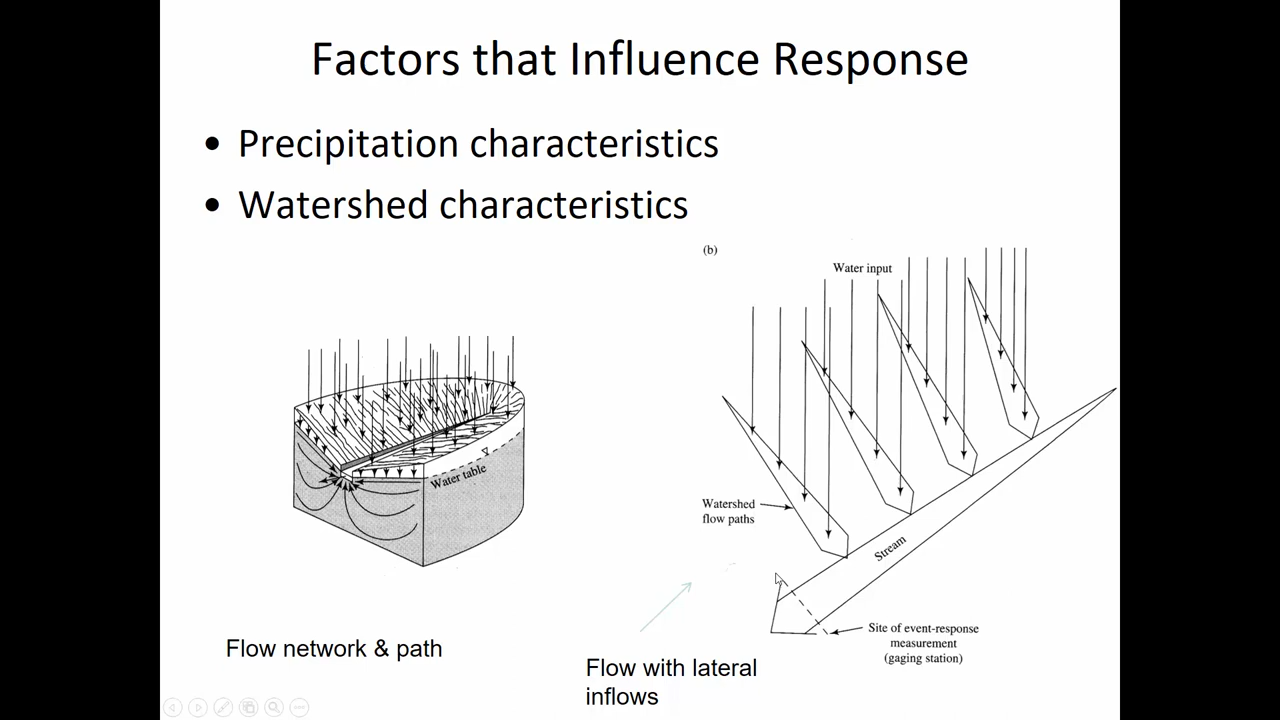 Factors that Influence Response
• Precipitation characteristics
• Watershed characteristics
(b)
Water input
Water table
Watershed
flow paths
Stream
Site of event-response
measurement
(gaging station)
Flow network & path
Flow with lateral
inflows